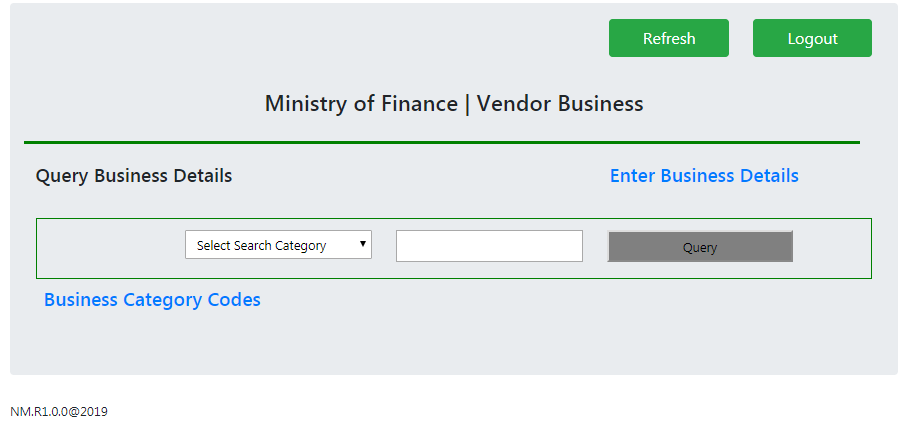 Refresh
Logout
Ministry of Finance | Vendor Business
Query Business Details
Enter Business Details
Select Search Category
Query
Business Category Codes
NM.R1.0.0@2019